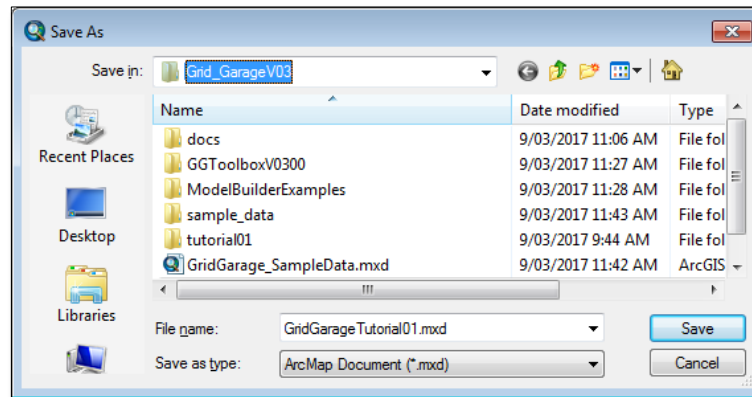 Save As
Save in: Grid_GarageV03
Name Date modified Type
docs 9/03/2017 11:06 AM File fol
GGToolboxV0300 9/03/2017 11:27 AM File fol
ModelBuilderExamples 9/03/2017 11:28 AM File fol
sample_data 9/03/2017 11:43 AM File fol
tutorial01 9/03/2017 9:44 AM File fol
GridGarage_SampleData.mxd 9/03/2017 11:42 AM ArcGIS
Recent Places
Desktop
Libraries
File name: GridGarageTutorial01.mxd Save
Save as type: ArcMap Document (*.mxd) Cancel